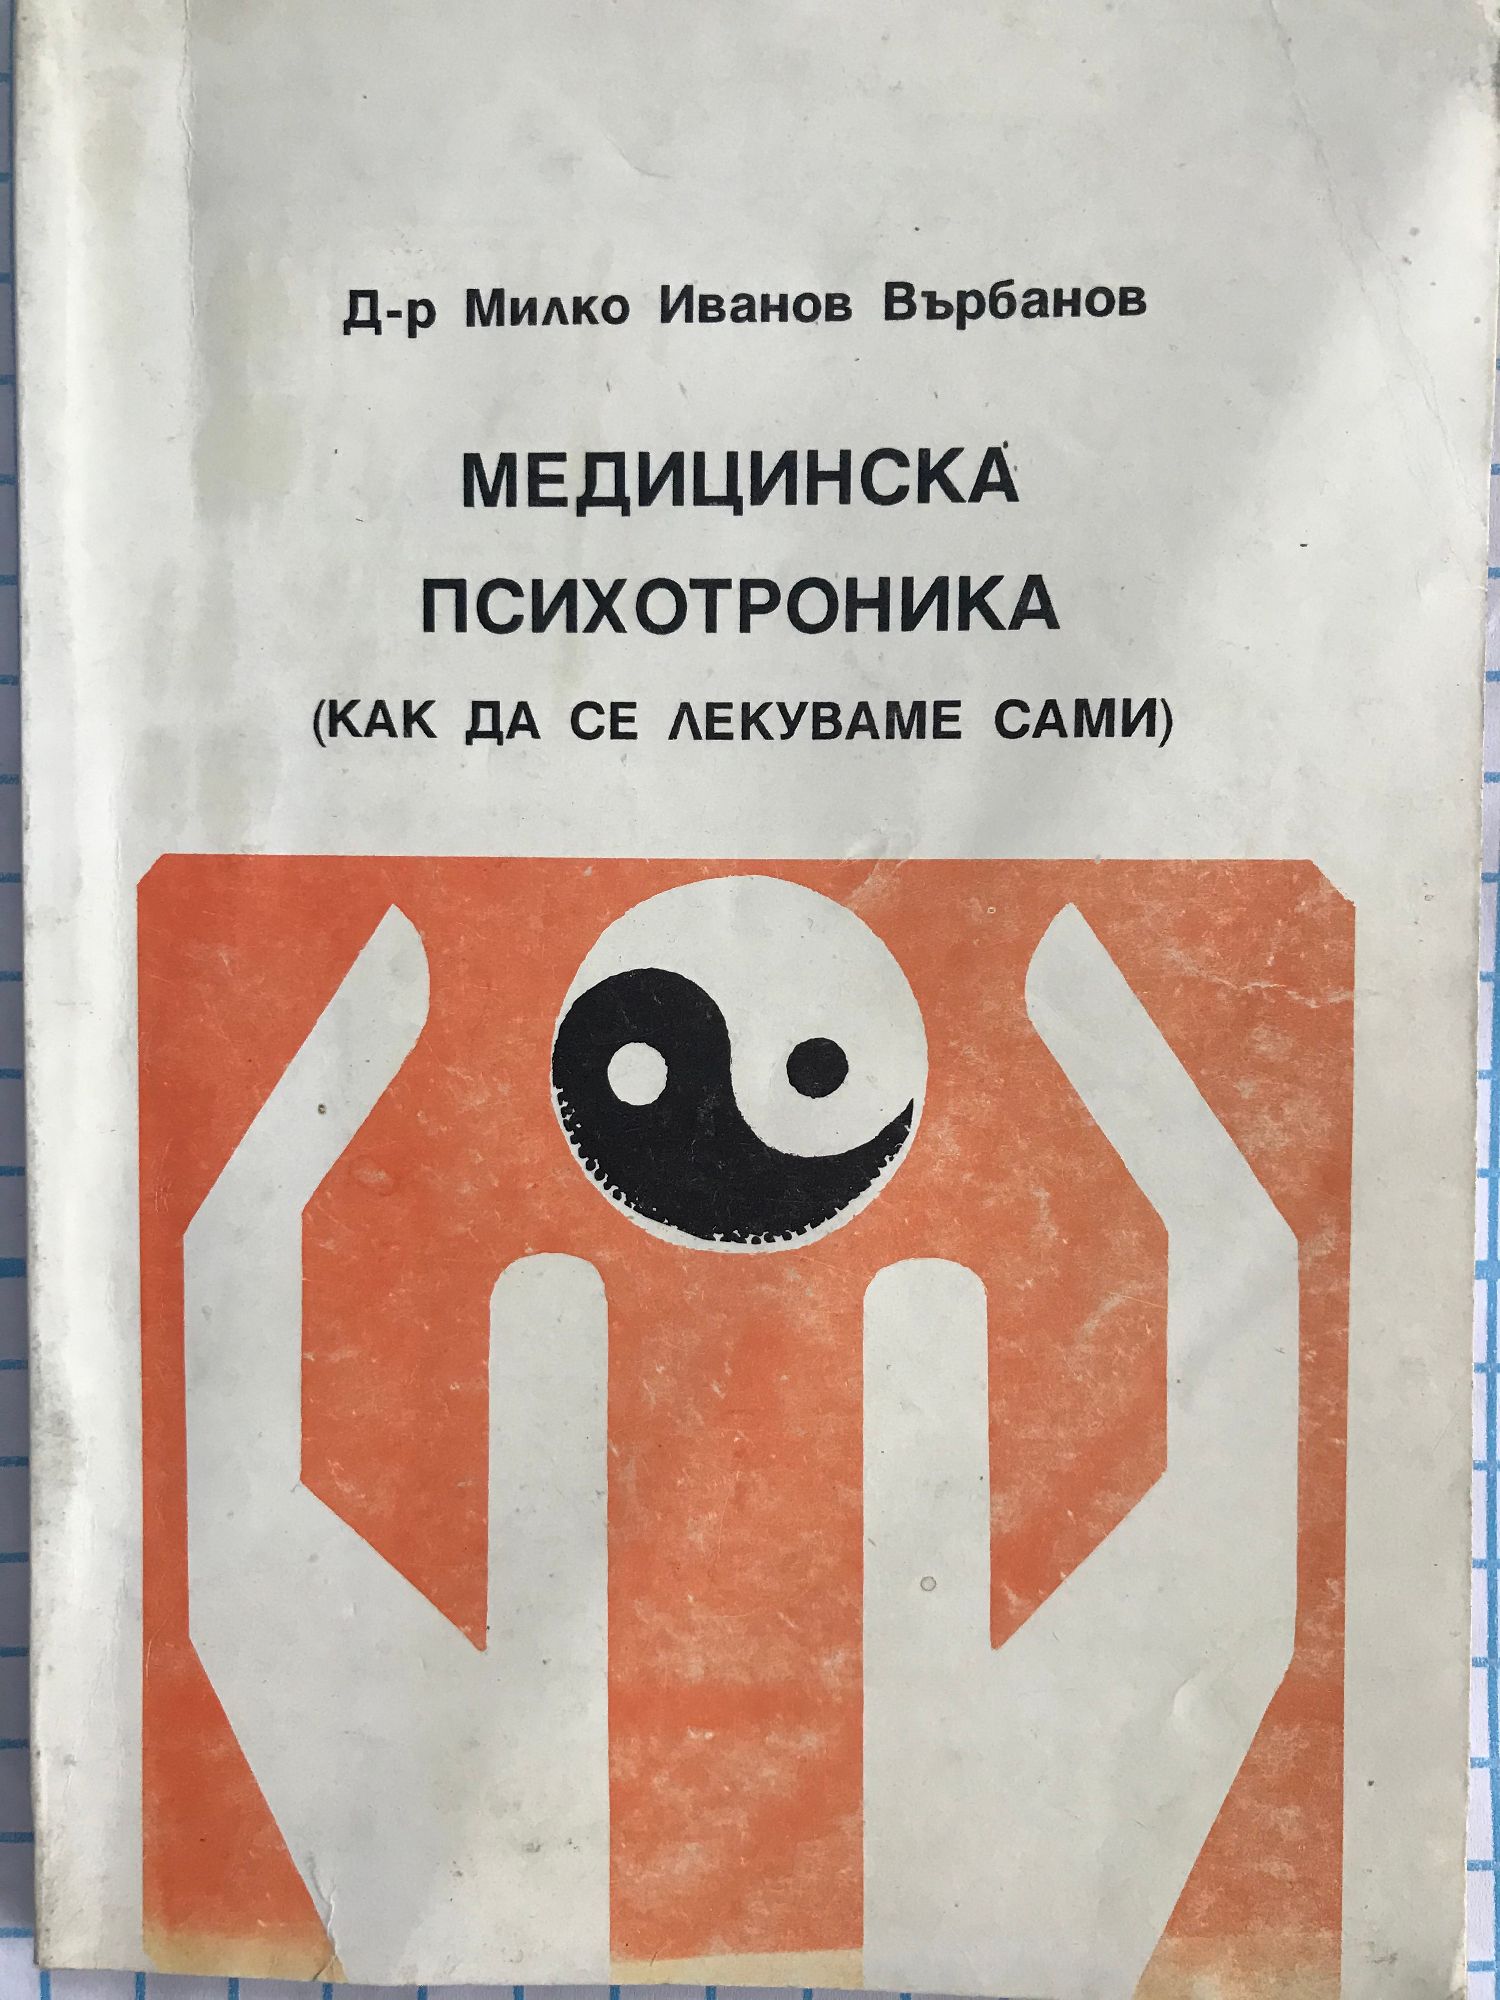 Д-р Милко Иванов Върбанов
МЕДИЦИНСКА
ПСИХОТРОНИКА
(КАК ДА СЕ ЛЕКУВАМЕ САМИ)